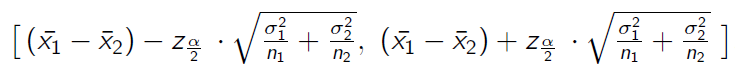 [ (x̄₁ − x̄₂) − z_{α/2} · √(σ₁²/n₁ + σ₂²/n₂), (x̄₁ − x̄₂) + z_{α/2} · √(σ₁²/n₁ + σ₂²/n₂) ]